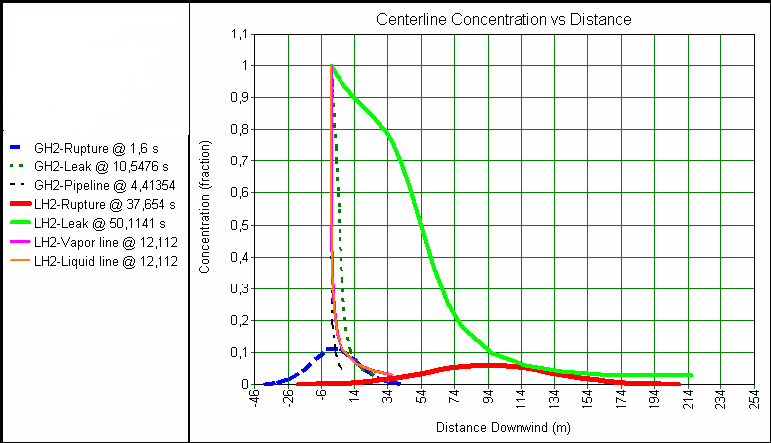 Centerline Concentration vs Distance
GH2-Rupture @ 1,6 s
GH2-Leak @ 10,5476 s
GH2-Pipeline @ 4,41354
LH2-Rupture @ 37,654 s
LH2-Leak @ 50,1141 s
LH2-Vapor line @ 12,112
LH2-Liquid line @ 12,112
Concentration (fraction)
1,1
1
0,9
0,8
0,7
0,6
0,5
0,4
0,3
0,2
0,1
0
-46
-26
-6
14
34
54
74
94
114
134
154
174
194
214
234
254
Distance Downwind (m)